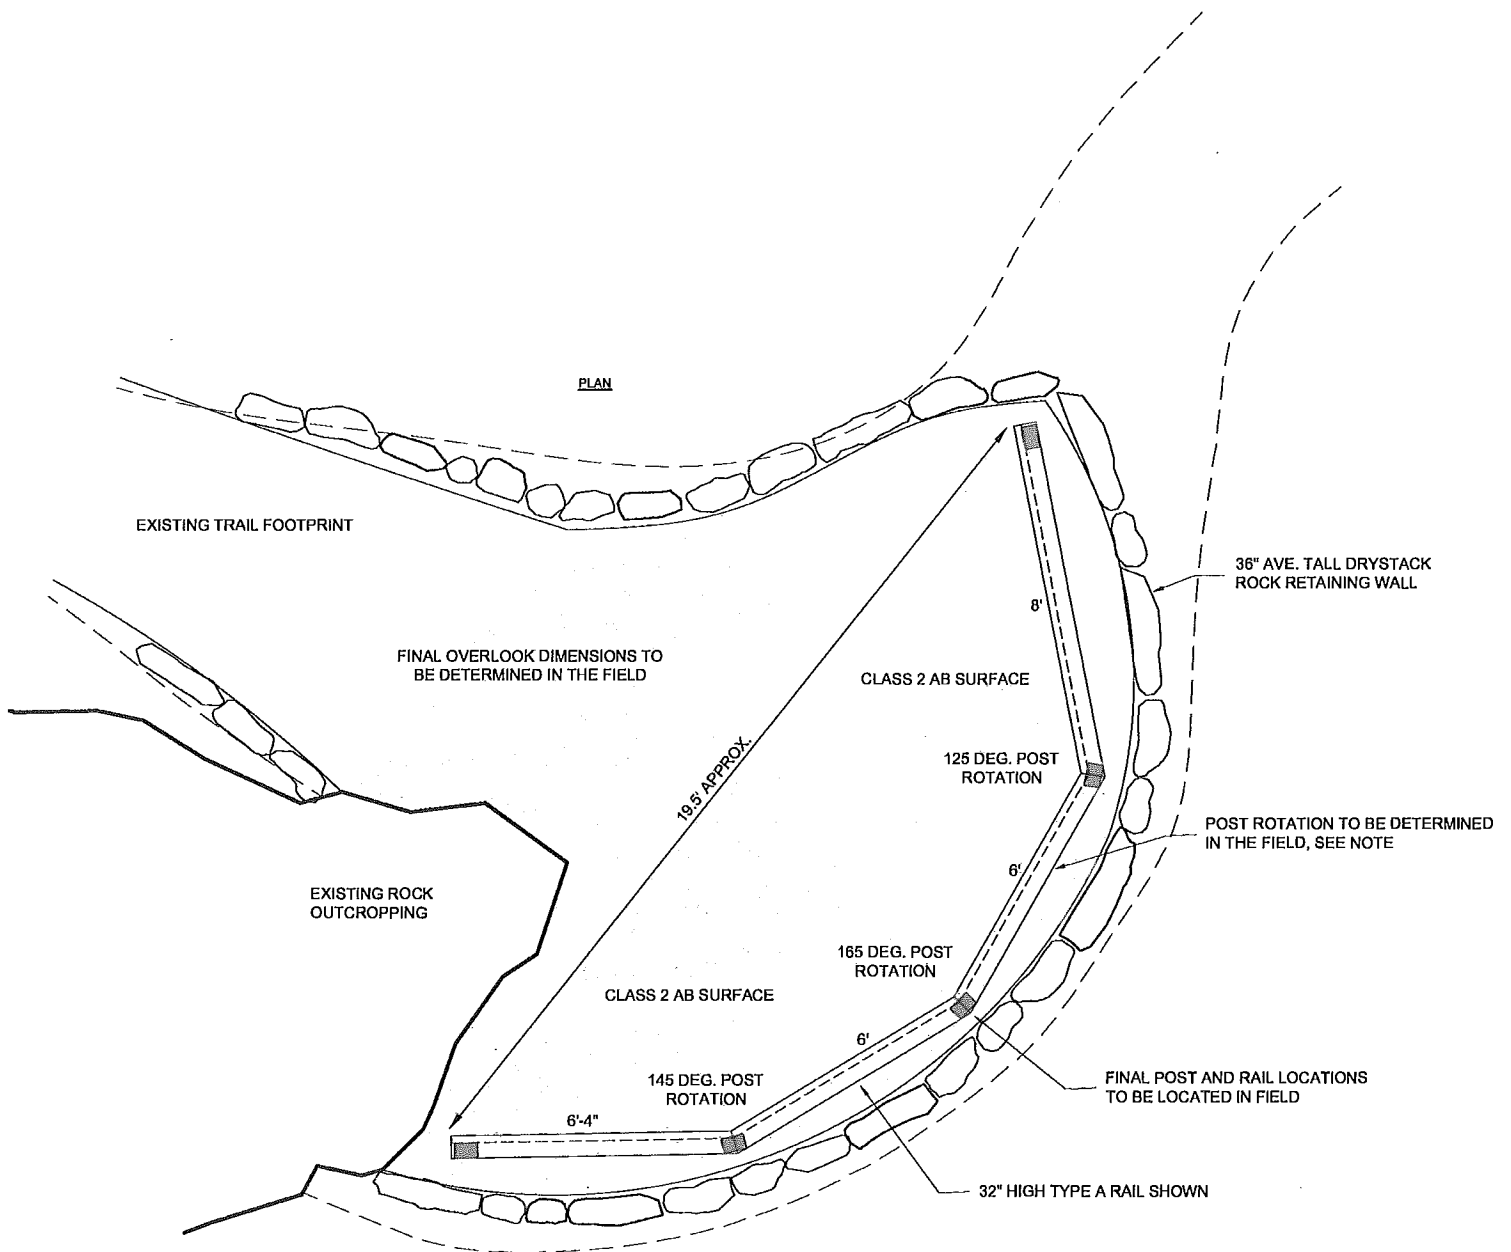 PLAN
EXISTING TRAIL FOOTPRINT
36" AVE. TALL DRYSTACK
ROCK RETAINING WALL
8'
FINAL OVERLOOK DIMENSIONS TO
BE DETERMINED IN THE FIELD
CLASS 2 AB SURFACE
19.5' APPROX.
125 DEG. POST
ROTATION
POST ROTATION TO BE DETERMINED
IN THE FIELD, SEE NOTE
6'
EXISTING ROCK
OUTCROPPING
165 DEG. POST
ROTATION
CLASS 2 AB SURFACE
6'
145 DEG. POST
ROTATION
FINAL POST AND RAIL LOCATIONS
TO BE LOCATED IN FIELD
6'-4"
32" HIGH TYPE A RAIL SHOWN